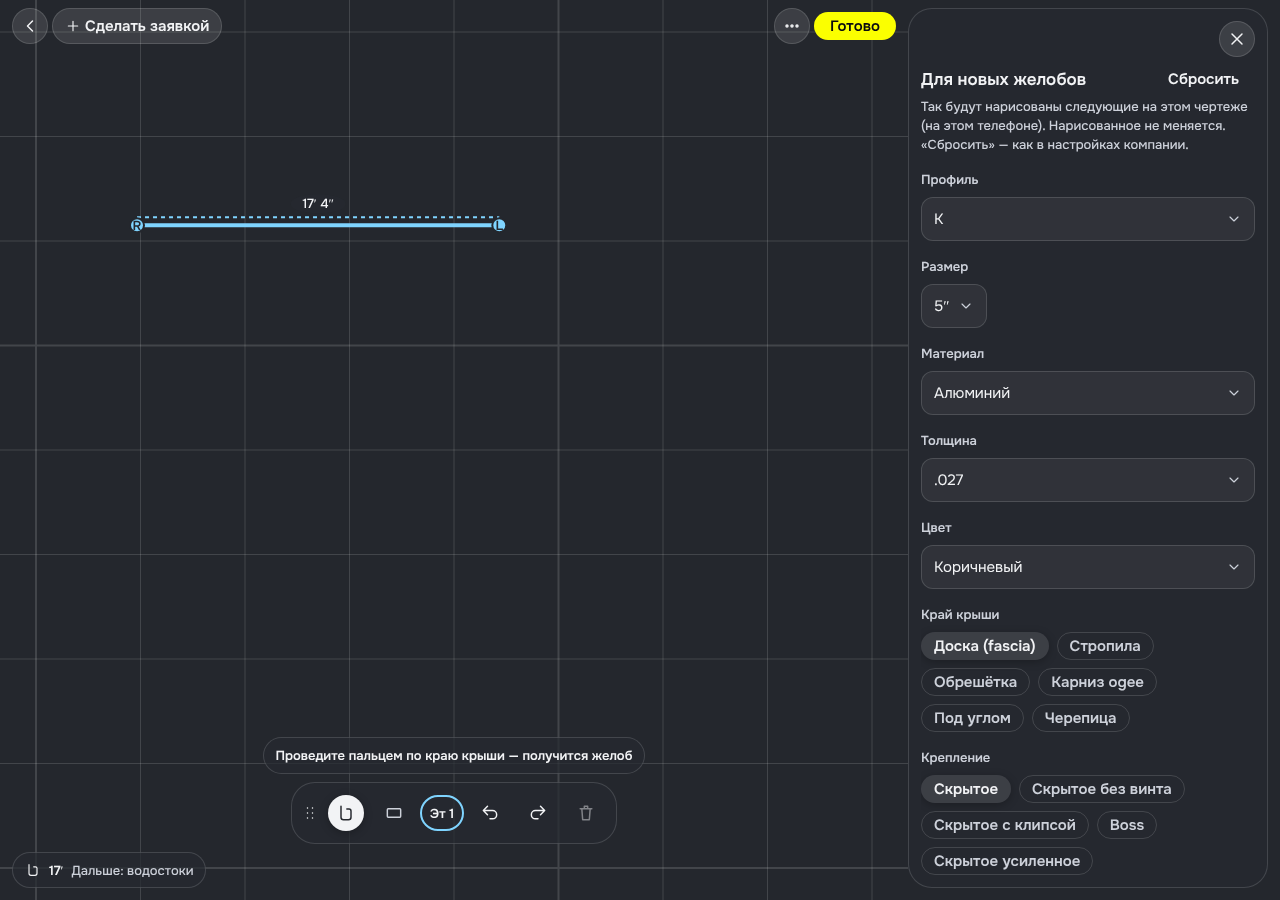 Сделать заявкой
Готово
17′ 4″
R
L
Проведите пальцем по краю крыши — получится желоб
Эт 1
17′ Дальше: водостоки
Для новых желобов
Сбросить
Так будут нарисованы следующие на этом чертеже
(на этом телефоне). Нарисованное не меняется.
«Сбросить» — как в настройках компании.
Профиль
K
Размер
5″
Материал
Алюминий
Толщина
.027
Цвет
Коричневый
Край крыши
Доска (fascia)
Стропила
Обрешётка
Карниз ogee
Под углом
Черепица
Крепление
Скрытое
Скрытое без винта
Скрытое с клипсой
Boss
Скрытое усиленное